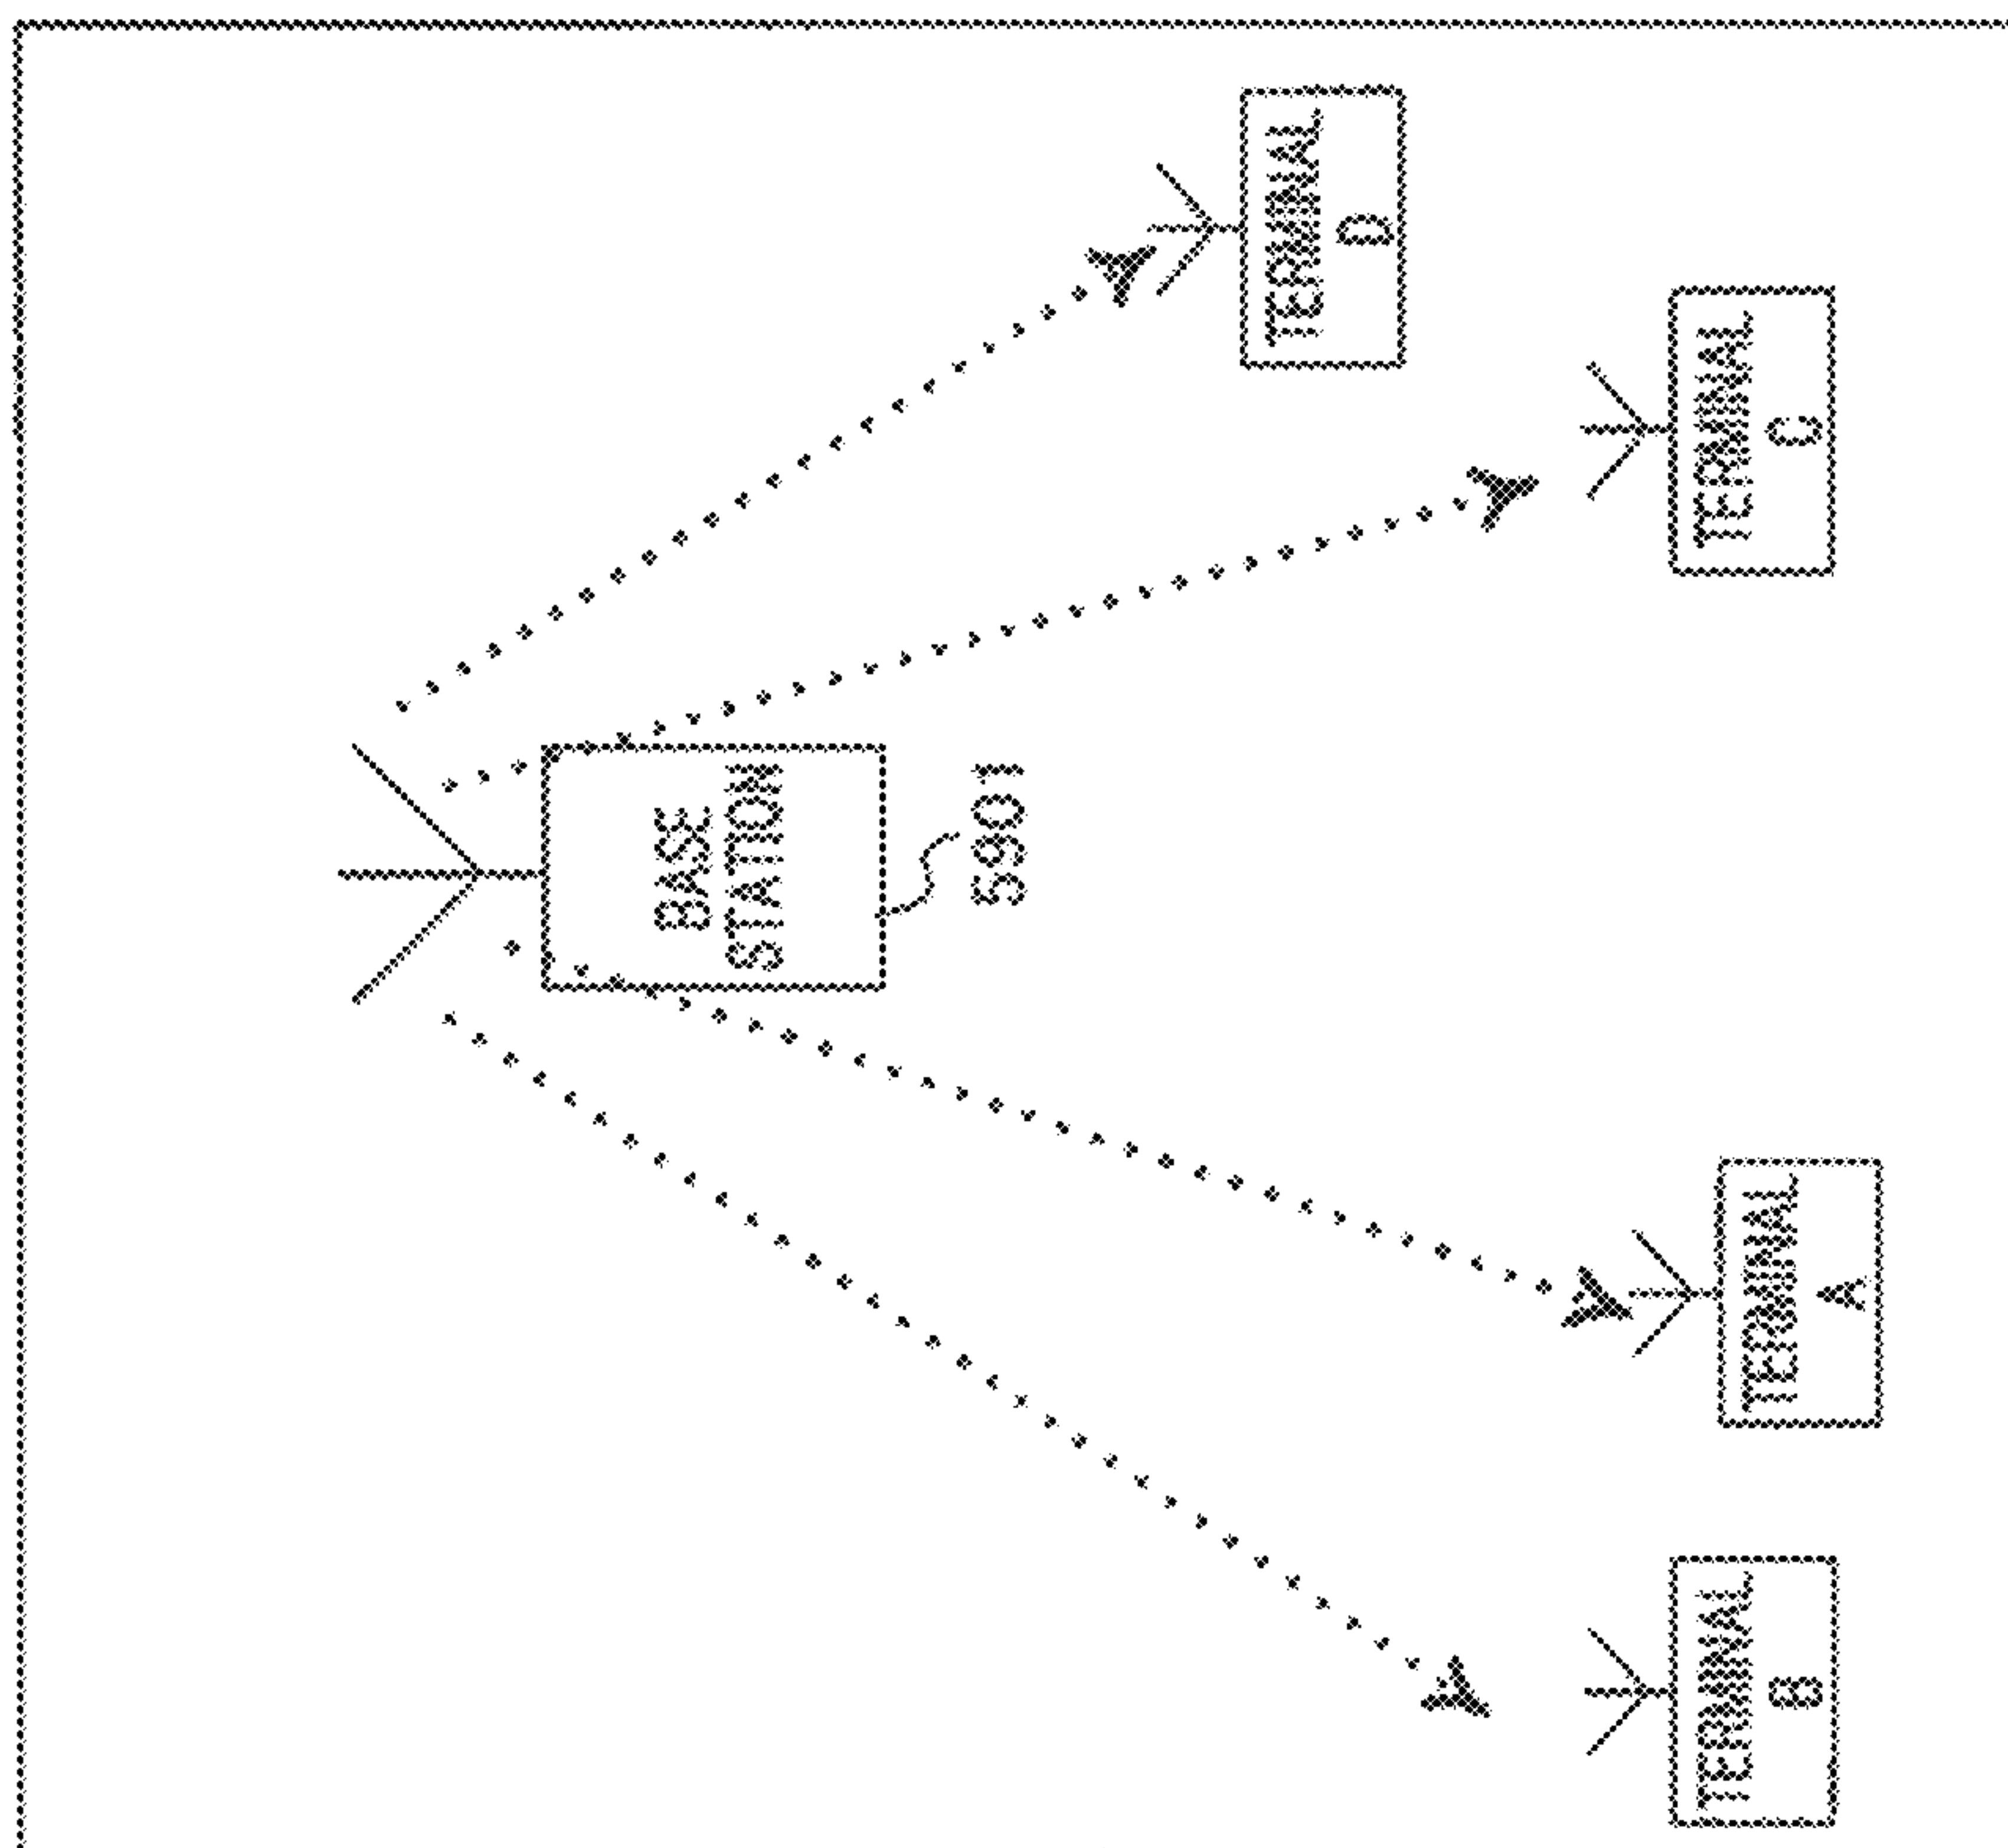 BASE
STATION
5901
TERMINAL
D
TERMINAL
B
TERMINAL
A
TERMINAL
C